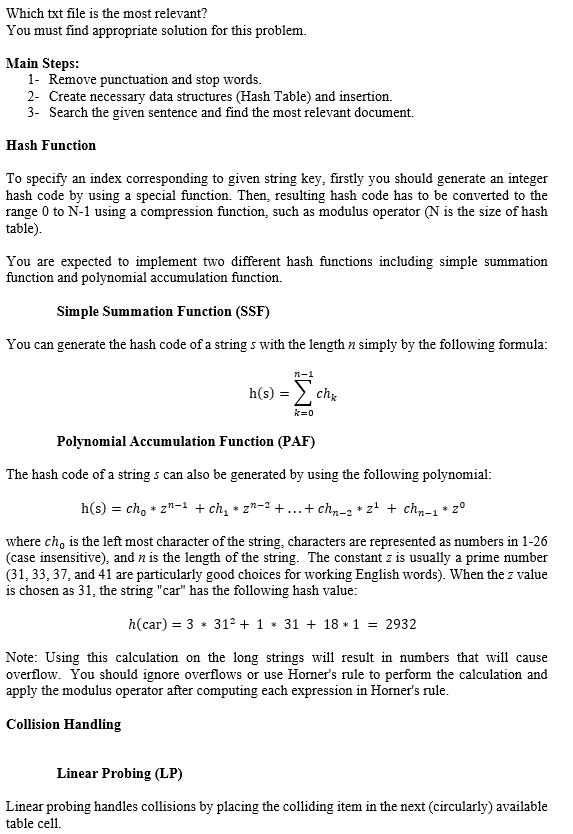 Which txt file is the most relevant?
You must find appropriate solution for this problem.
Main Steps:
1- Remove punctuation and stop words.
2- Create necessary data structures (Hash Table) and insertion.
3- Search the given sentence and find the most relevant document.
Hash Function
To specify an index corresponding to given string key, firstly you should generate an integer
hash code by using a special function. Then, resulting hash code has to be converted to the
range 0 to N-1 using a compression function, such as modulus operator (N is the size of hash
table).
You are expected to implement two different hash functions including simple summation
function and polynomial accumulation function.
Simple Summation Function (SSF)
You can generate the hash code of a string s with the length n simply by the following formula:
h(s) = ∑_{k=0}^{n-1} ch_k
Polynomial Accumulation Function (PAF)
The hash code of a string s can also be generated by using the following polynomial:
h(s) = ch_0 * z^{n-1} + ch_1 * z^{n-2} + ... + ch_{n-2} * z^1 + ch_{n-1} * z^0
where ch_0 is the left most character of the string, characters are represented as numbers in 1-26
(case insensitive), and n is the length of the string. The constant z is usually a prime number
(31, 33, 37, and 41 are particularly good choices for working English words). When the z value
is chosen as 31, the string "car" has the following hash value:
h(car) = 3 * 31² + 1 * 31 + 18 * 1 = 2932
Note: Using this calculation on the long strings will result in numbers that will cause
overflow. You should ignore overflows or use Horner's rule to perform the calculation and
apply the modulus operator after computing each expression in Horner's rule.
Collision Handling
Linear Probing (LP)
Linear probing handles collisions by placing the colliding item in the next (circularly) available
table cell.